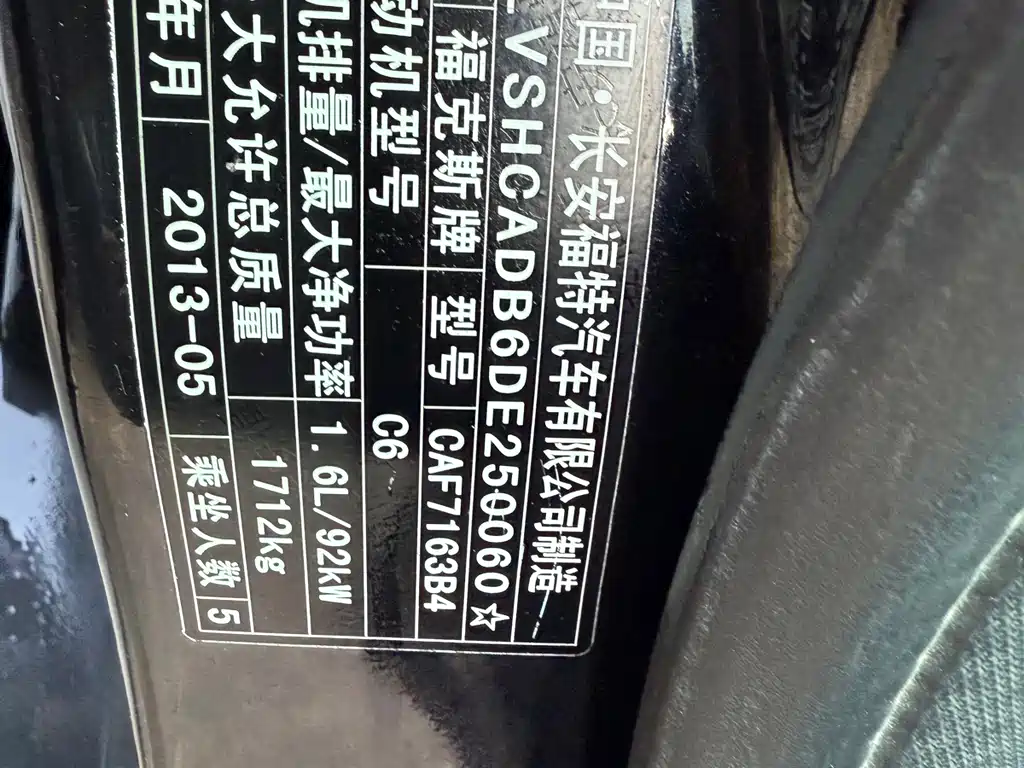 中国·长安福特汽车有限公司制造
LVSHCADB6DE250060☆
福克斯牌 型号 CAF7163B4
动机型号 C6
机排量/最大净功率 1.6L/92kW
大允许总质量 1712kg
年月 2013-05 乘坐人数 5